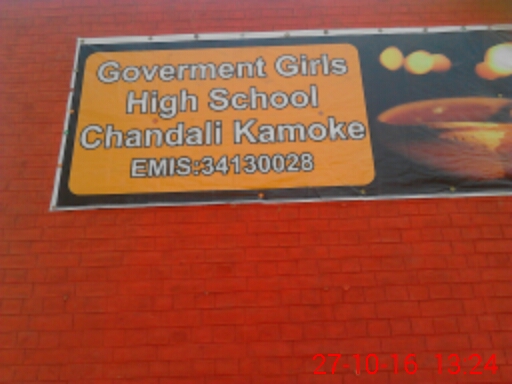 Goverment Girls
High School
Chandali Kamoke
EMIS:34130028
27-10-16 13:24